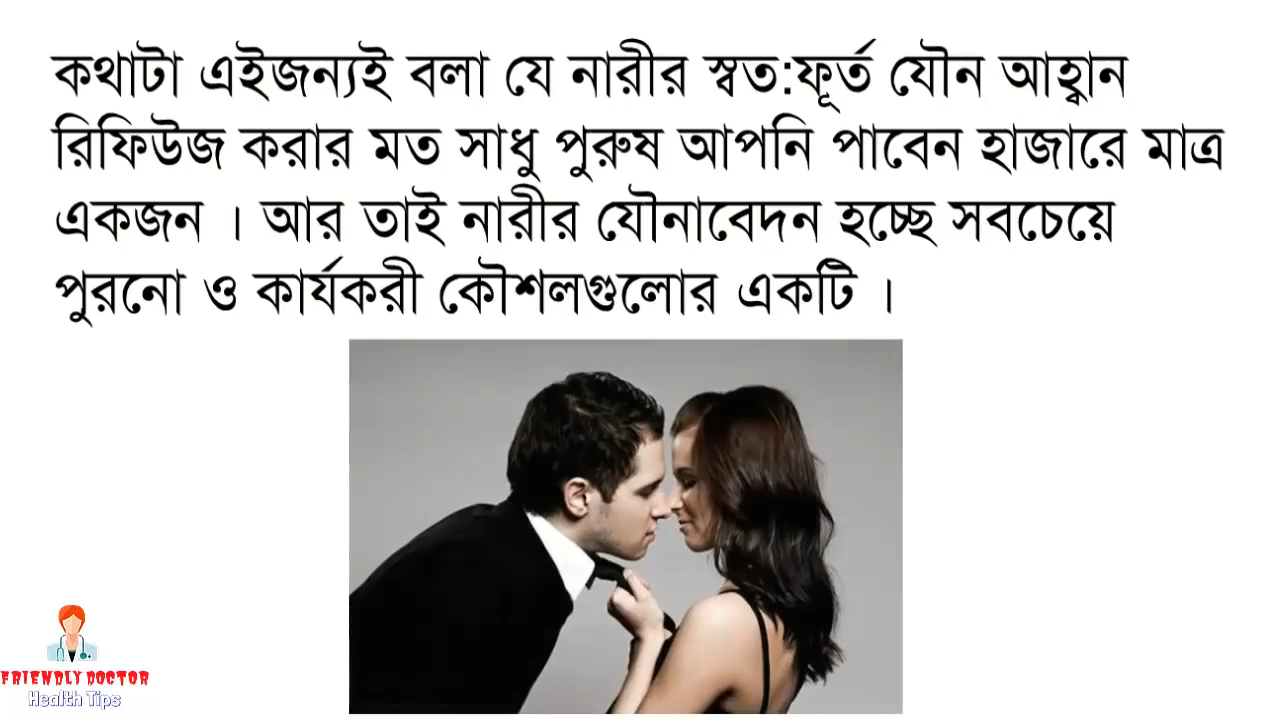 কথাটা এইজন্যই বলা যে নারীর স্বত:ফূর্ত যৌন আহ্বান
রিফিউজ করার মত সাধু পুরুষ আপনি পাবেন হাজারে মাত্র
একজন । আর তাই নারীর যৌনাবেদন হচ্ছে সবচেয়ে
পুরনো ও কার্যকরী কৌশলগুলোর একটি ।
FRIENDLY DOCTOR
Health Tips